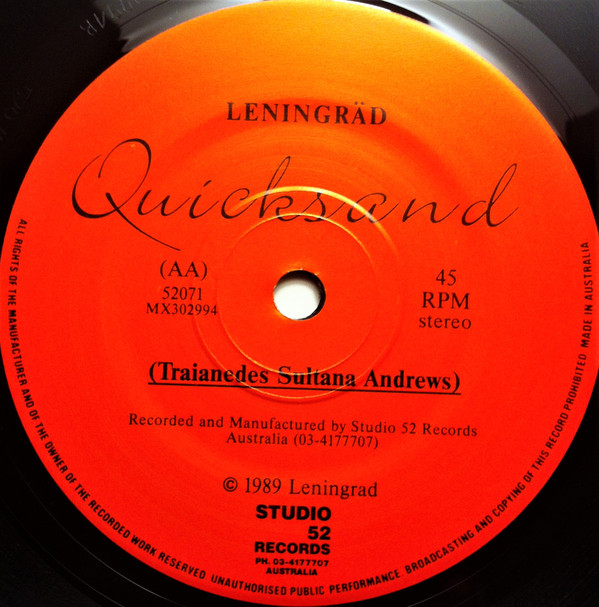 LENINGRÄD
Quicksand
(AA)
52071
MX302994
45
RPM
stereo
(Traianedes Sultana Andrews)
Recorded and Manufactured by Studio 52 Records
Australia (03-4177707)
© 1989 Leningrad
STUDIO
52
RECORDS
PH. 03-4177707
AUSTRALIA
ALL RIGHTS OF THE MANUFACTURER AND OF THE OWNER OF THE RECORDED WORK RESERVED. UNAUTHORISED PUBLIC PERFORMANCE. BROADCASTING AND COPYING OF THIS RECORD PROHIBITED. MADE IN AUSTRALIA